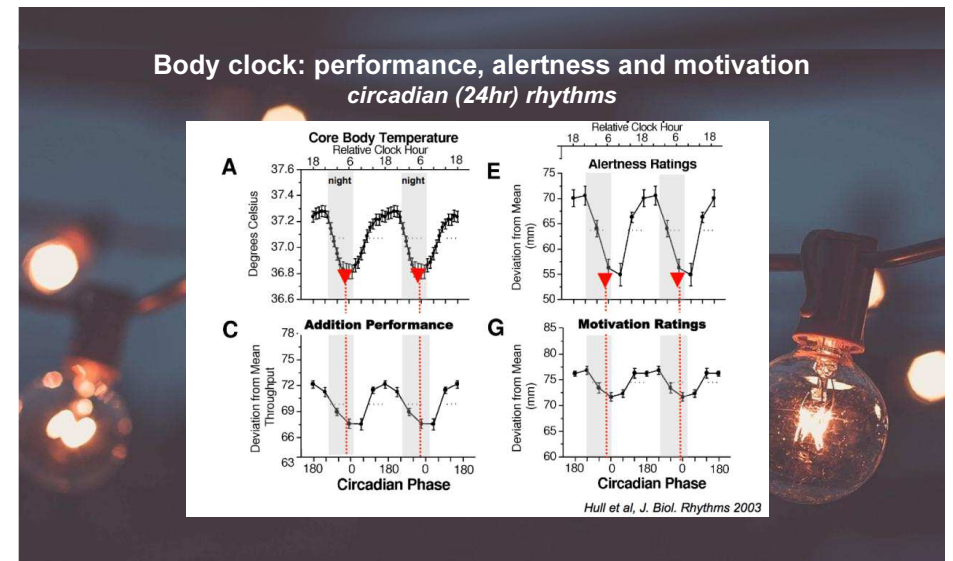 Body clock: performance, alertness and motivation
circadian (24hr) rhythms
A
Core Body Temperature
Relative Clock Hour
18 6 18 6 18
night night
37.6
37.4
37.2
37.0
36.8
36.6
Degrees Celsius
E
Relative Clock Hour
18 6 18 6 18
Alertness Ratings
75
70
65
60
55
50
Deviation from Mean
(mm)
C
Addition Performance
78
75
72
69
66
63
Deviation from Mean
Throughput
180 0 180 0 180
Circadian Phase
G
Motivation Ratings
85
80
75
70
65
60
Deviation from Mean
(mm)
180 0 180 0 180
Circadian Phase
Hull et al, J. Biol. Rhythms 2003